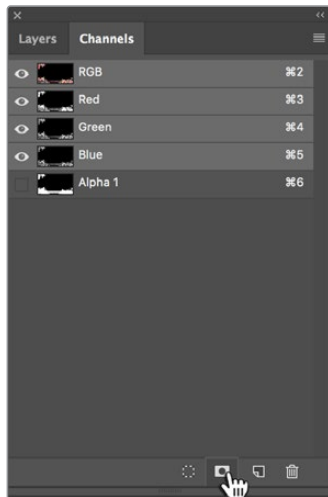 Layers Channels
RGB ⌘2
Red ⌘3
Green ⌘4
Blue ⌘5
Alpha 1 ⌘6